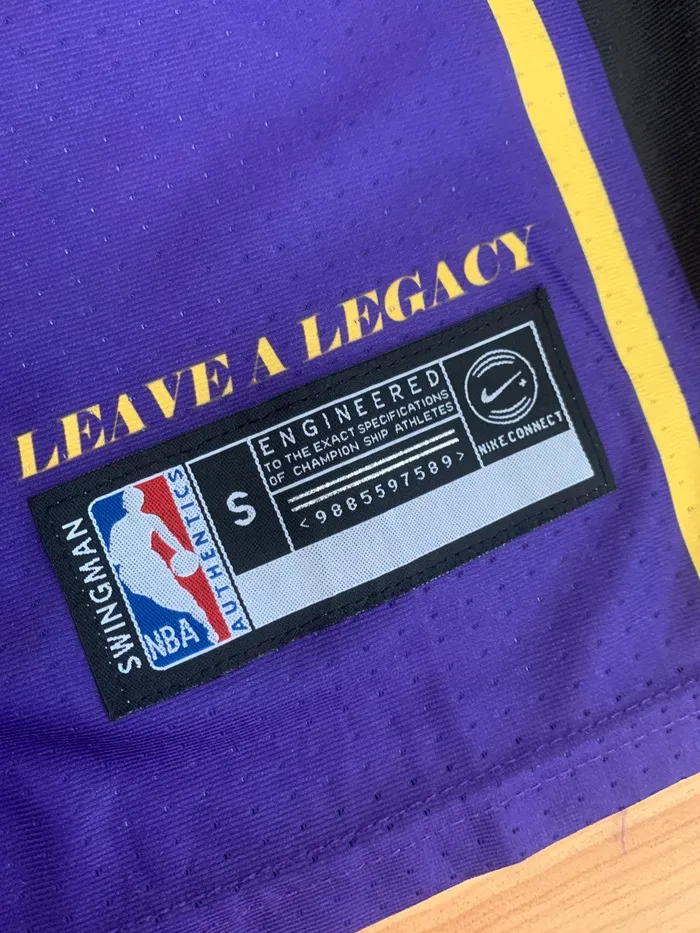 LEAVE A LEGACY
SWINGMAN
NBA
AUTHENTICS
S
ENGINEERED
TO THE EXACT SPECIFICATIONS
OF CHAMPION SHIP ATHLETES
<9885597589>
NIKE CONNECT